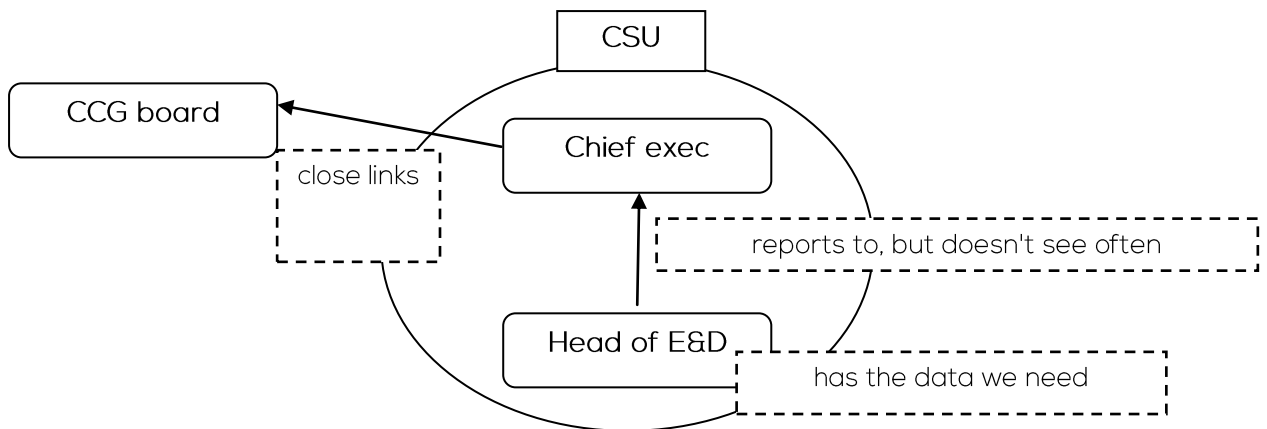 CSU
CCG board
Chief exec
close links
reports to, but doesn't see often
Head of E&D
has the data we need